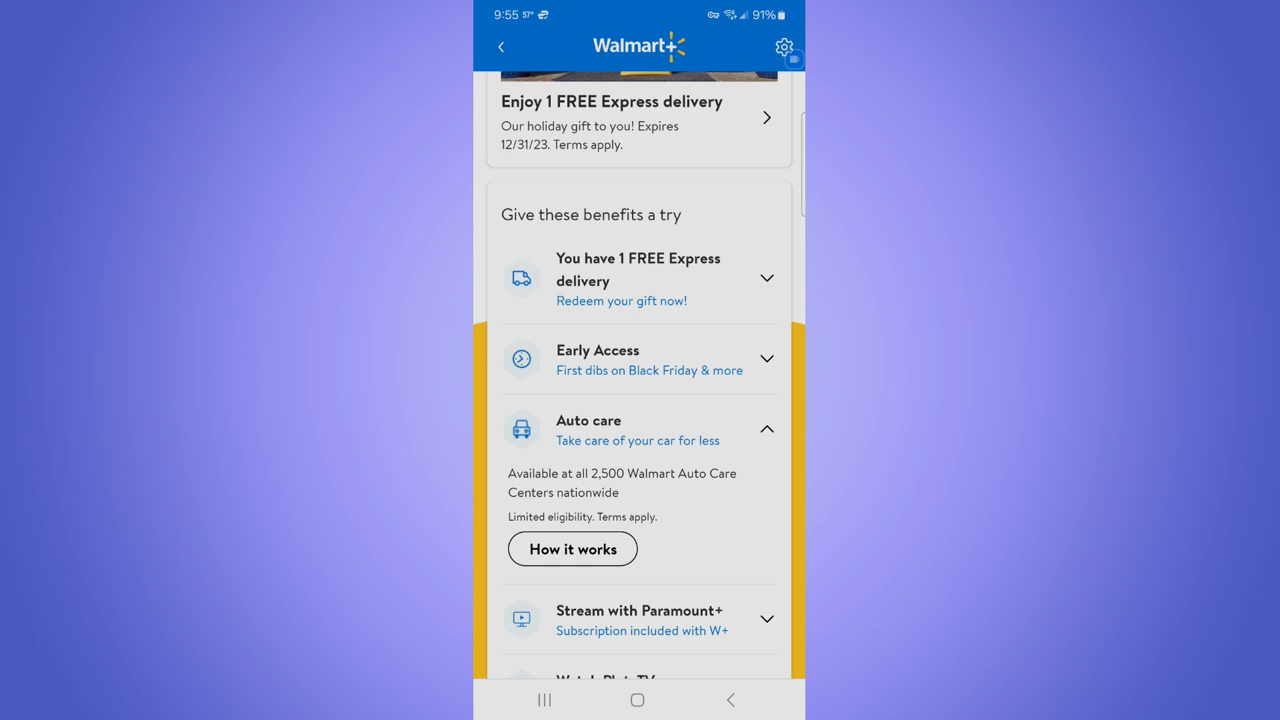 9:55 57° 91%
Walmart+
Enjoy 1 FREE Express delivery
Our holiday gift to you! Expires
12/31/23. Terms apply.
Give these benefits a try
You have 1 FREE Express
delivery
Redeem your gift now!
Early Access
First dibs on Black Friday & more
Auto care
Take care of your car for less
Available at all 2,500 Walmart Auto Care
Centers nationwide
Limited eligibility. Terms apply.
How it works
Stream with Paramount+
Subscription included with W+